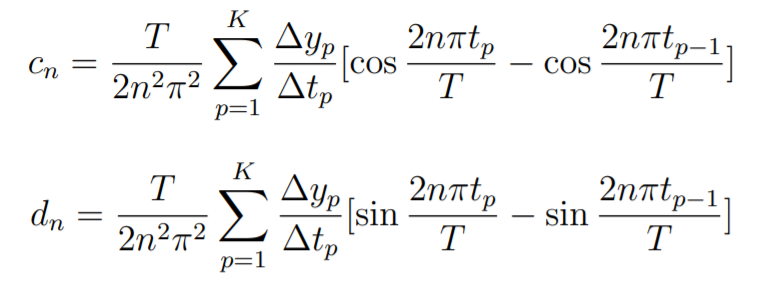 $c_n = \frac{T}{2n^2\pi^2} \sum_{p=1}^{K} \frac{\Delta y_p}{\Delta t_p} [\cos \frac{2n\pi t_p}{T} - \cos \frac{2n\pi t_{p-1}}{T}]$
$d_n = \frac{T}{2n^2\pi^2} \sum_{p=1}^{K} \frac{\Delta y_p}{\Delta t_p} [\sin \frac{2n\pi t_p}{T} - \sin \frac{2n\pi t_{p-1}}{T}]$